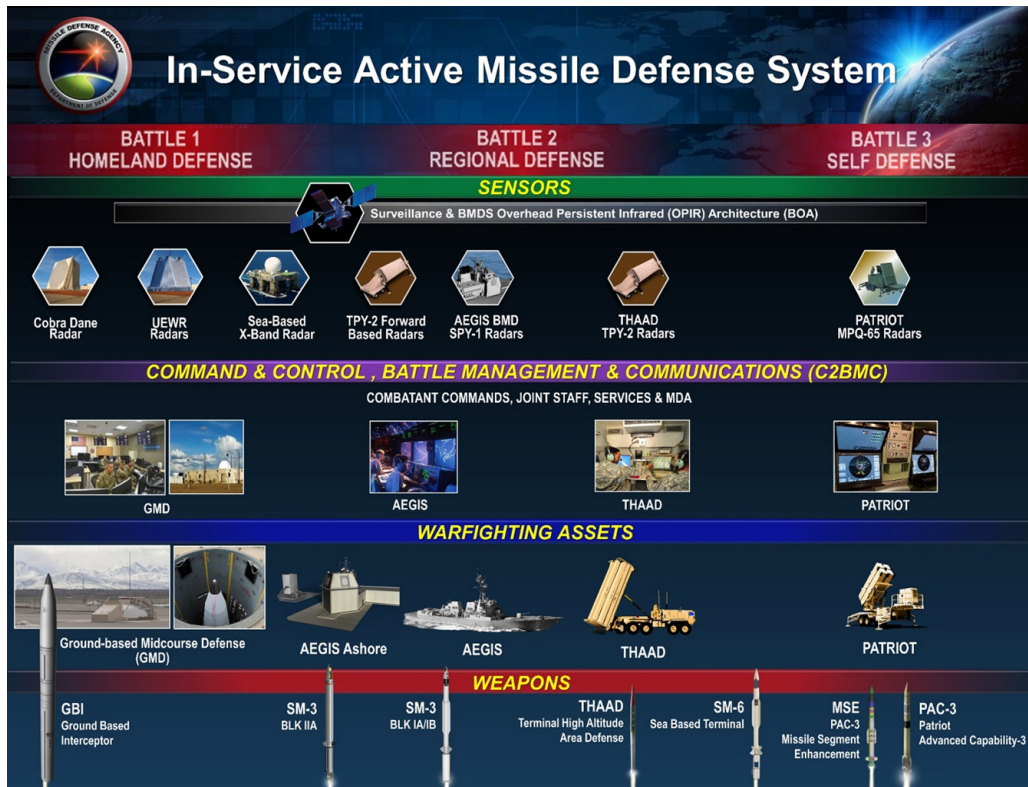 MISSILE DEFENSE AGENCY
DEPARTMENT OF DEFENSE
In-Service Active Missile Defense System
BATTLE 1
HOMELAND DEFENSE
BATTLE 2
REGIONAL DEFENSE
BATTLE 3
SELF DEFENSE
SENSORS
Surveillance & BMDS Overhead Persistent Infrared (OPIR) Architecture (BOA)
Cobra Dane
Radar
UEWR
Radars
Sea-Based
X-Band Radar
TPY-2 Forward
Based Radars
AEGIS BMD
SPY-1 Radars
THAAD
TPY-2 Radars
PATRIOT
MPQ-65 Radars
COMMAND & CONTROL , BATTLE MANAGEMENT & COMMUNICATIONS (C2BMC)
COMBATANT COMMANDS, JOINT STAFF, SERVICES & MDA
GMD
AEGIS
THAAD
PATRIOT
WARFIGHTING ASSETS
Ground-based Midcourse Defense
(GMD)
AEGIS Ashore
AEGIS
THAAD
PATRIOT
WEAPONS
GBI
Ground Based
Interceptor
SM-3
BLK IIA
SM-3
BLK IA/IB
THAAD
Terminal High Altitude
Area Defense
SM-6
Sea Based Terminal
MSE
PAC-3
Missile Segment
Enhancement
PAC-3
Patriot
Advanced Capability-3